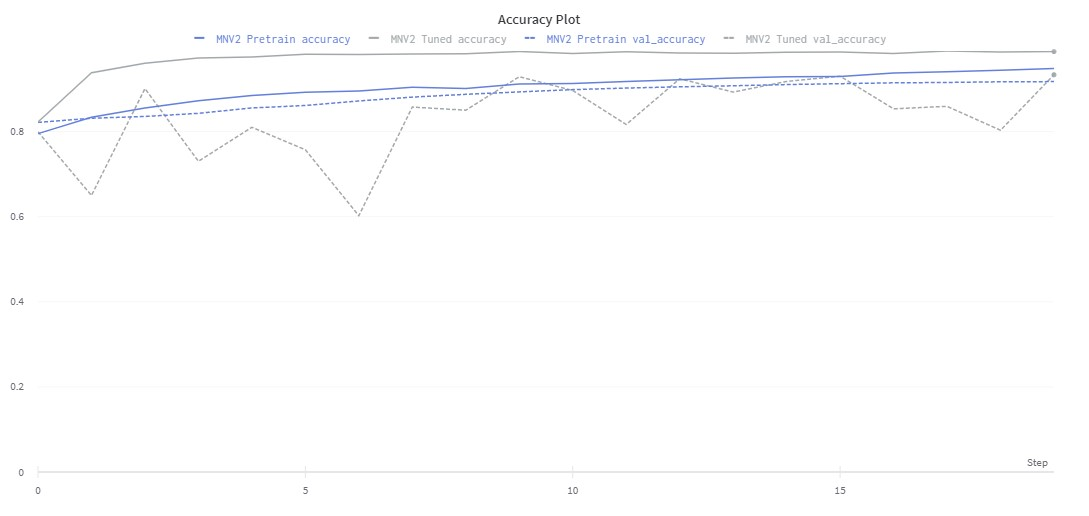 Accuracy Plot
MNV2 Pretrain accuracy MNV2 Tuned accuracy MNV2 Pretrain val_accuracy MNV2 Tuned val_accuracy
0.8
0.6
0.4
0.2
Step
0
0 5 10 15